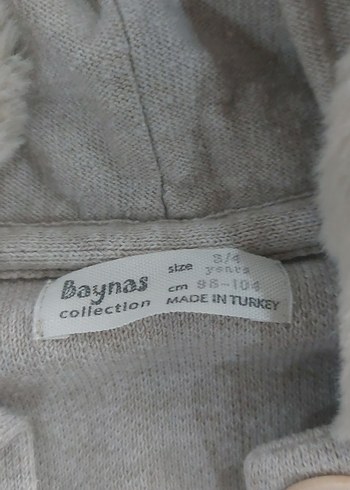 Baynas
collection
size 3/4
years
cm 98-104
MADE IN TURKEY